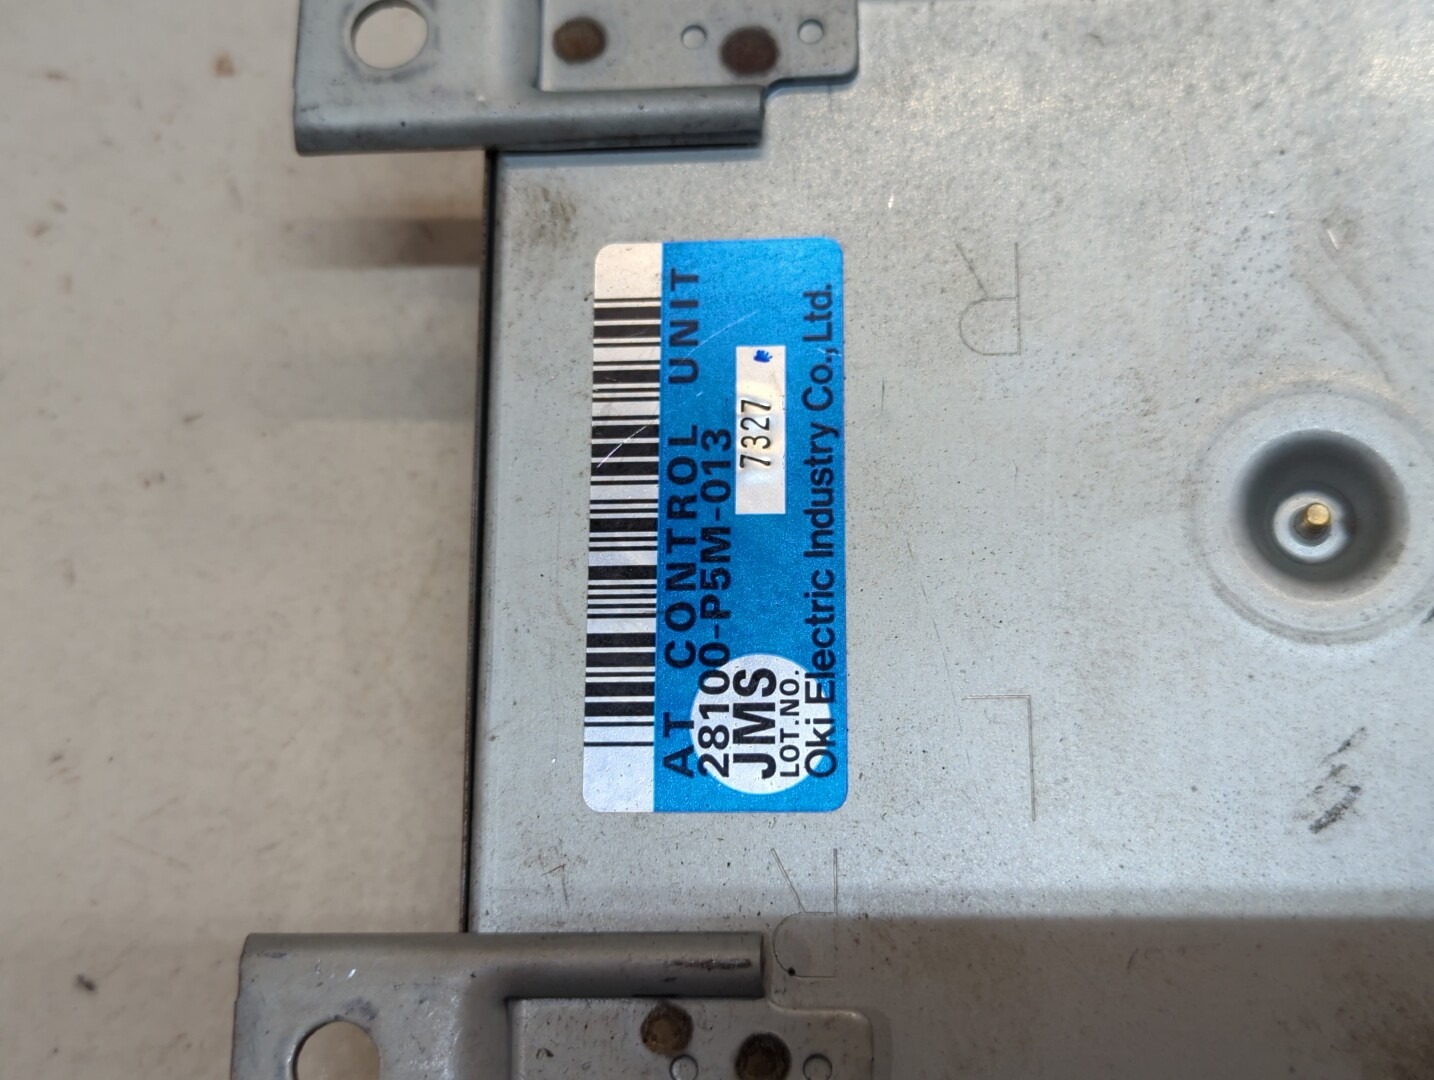 AT CONTROL UNIT
28100-P5M-013
JMS
7327
LOT.NO.
Oki Electric Industry Co.,Ltd.
R
L
R